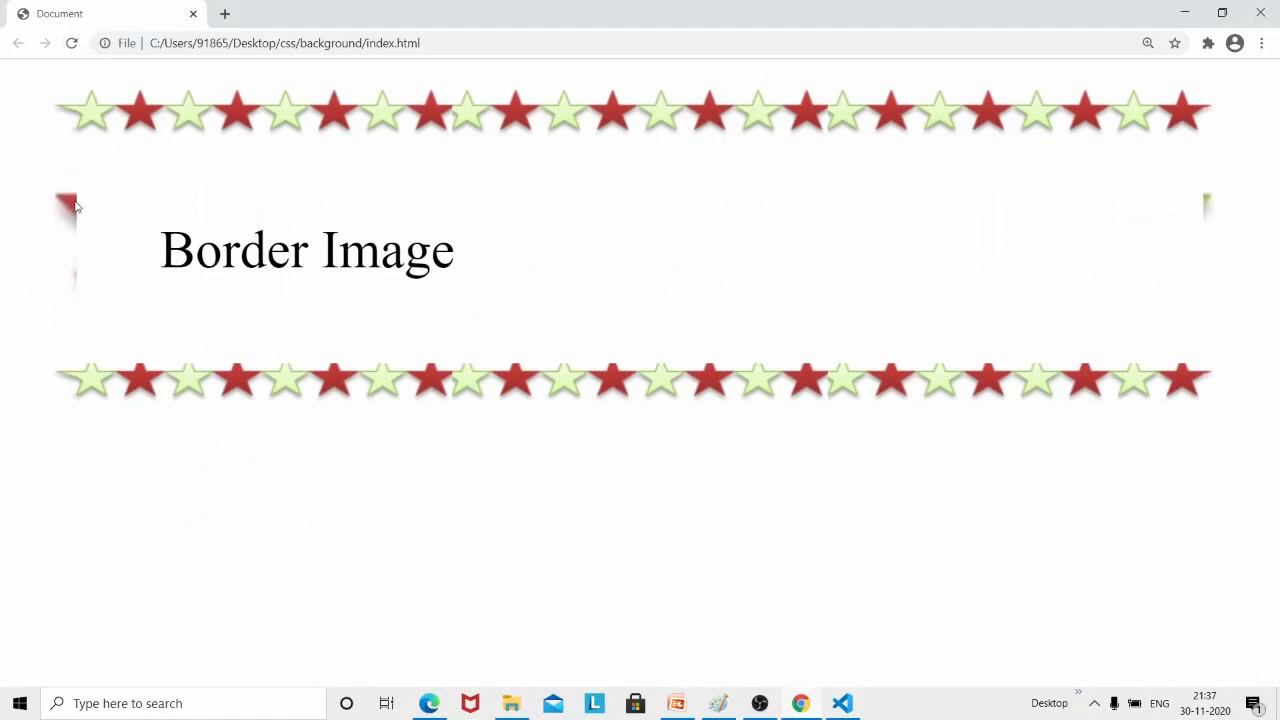 Document
File
C:/Users/91865/Desktop/css/background/index.html
Border Image
Type here to search
L
Desktop
ENG
21:37
30-11-2020
1